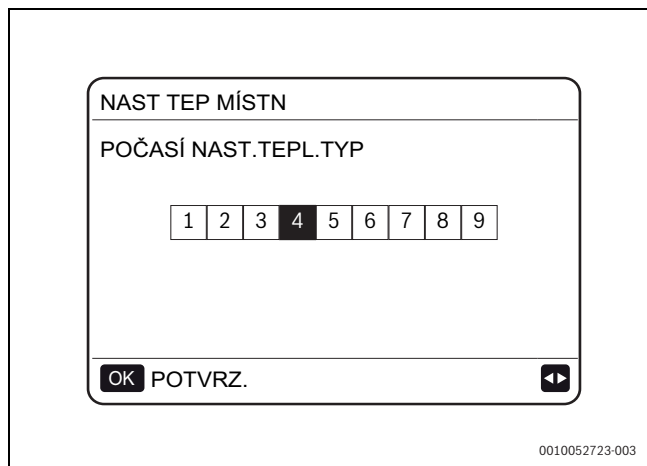 NAST TEP MÍSTN
POČASÍ NAST.TEPL.TYP
1 2 3 4 5 6 7 8 9
OK POTVRZ.
0010052723-003